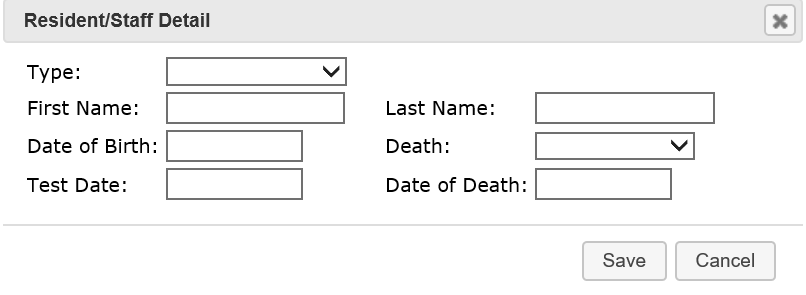 Resident/Staff Detail
Type:
First Name: Last Name:
Date of Birth: Death:
Test Date: Date of Death:
Save Cancel